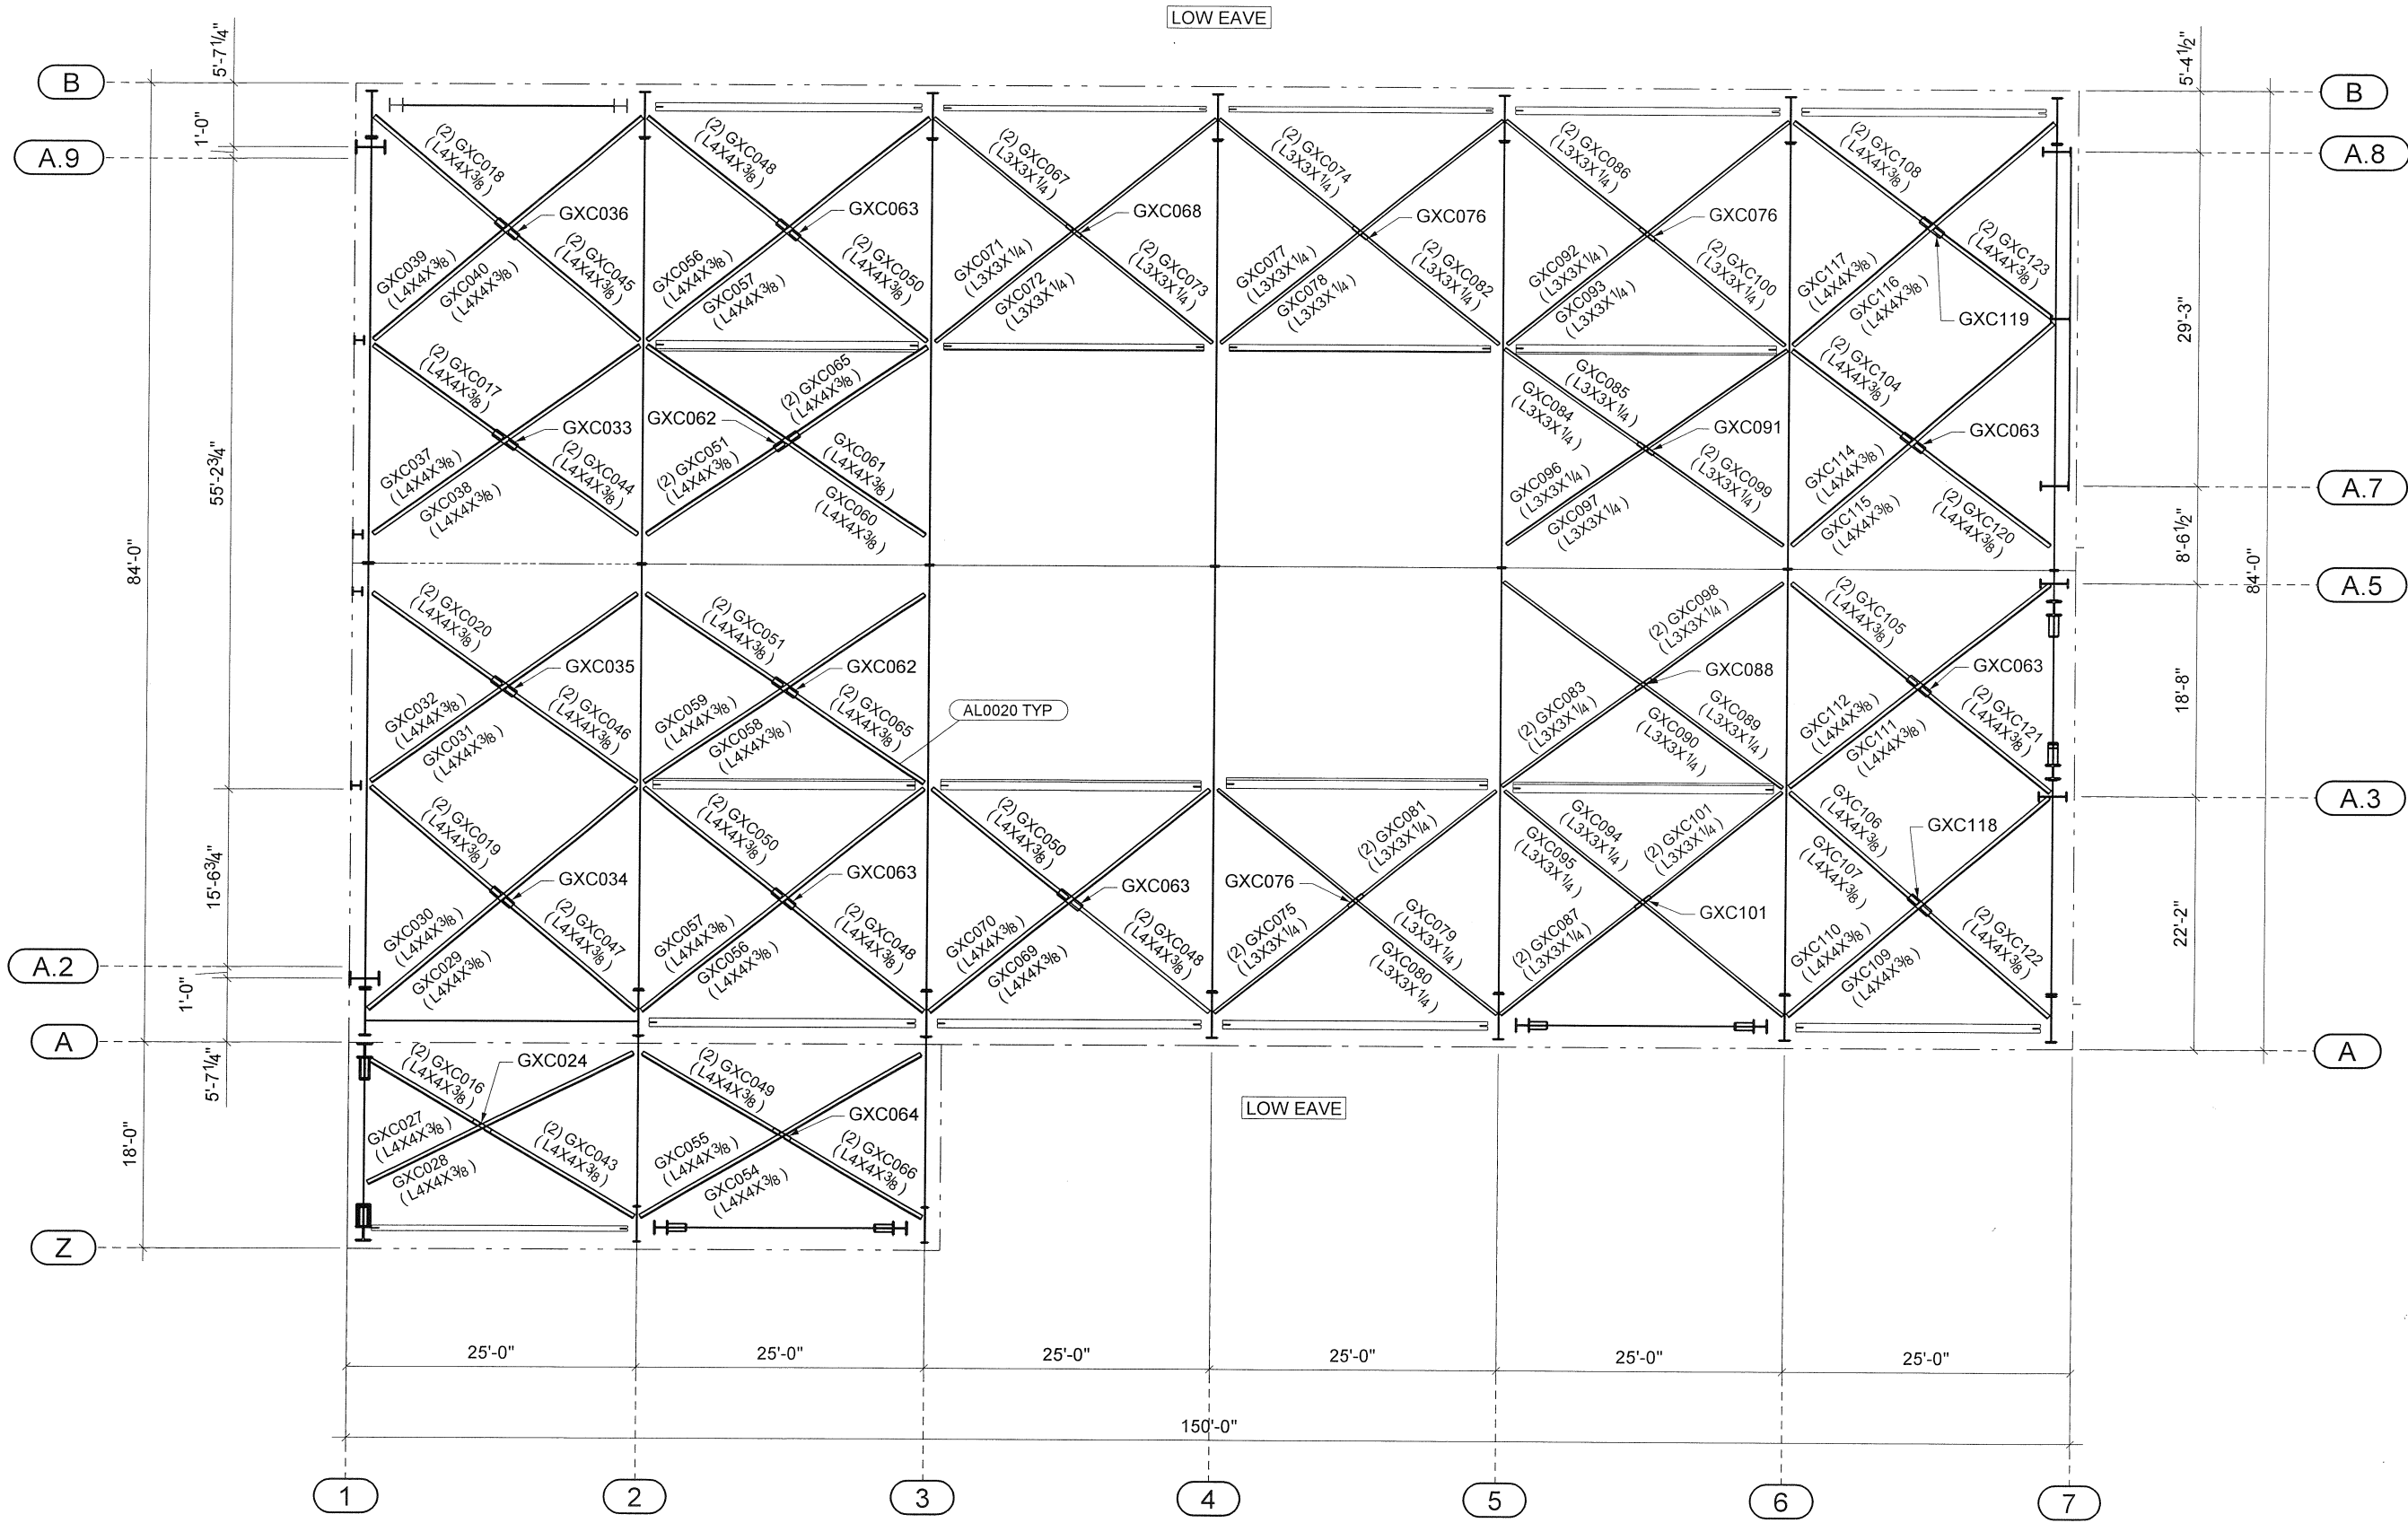 LOW EAVE
5'-7 1/4"
5'-4 1/2"
B
B
1'-0"
A.9
A.8
(2) GXC018
(L4X4X3/8)
(2) GXC048
(L4X4X3/8)
(2) GXC067
(L3X3X1/4)
(2) GXC074
(L3X3X1/4)
(2) GXC086
(L3X3X1/4)
(2) GXC108
(L4X4X3/8)
GXC036
GXC063
GXC068
GXC076
GXC076
GXC119
GXC039
(L4X4X3/8)
GXC040
(L4X4X3/8)
(2) GXC045
(L4X4X3/8)
GXC056
(L4X4X3/8)
GXC057
(L4X4X3/8)
(2) GXC050
(L4X4X3/8)
GXC071
(L3X3X1/4)
GXC072
(L3X3X1/4)
(2) GXC073
(L3X3X1/4)
GXC077
(L3X3X1/4)
GXC078
(L3X3X1/4)
(2) GXC082
(L3X3X1/4)
GXC092
(L3X3X1/4)
GXC093
(L3X3X1/4)
(2) GXC100
(L3X3X1/4)
GXC117
(L4X4X3/8)
GXC116
(L4X4X3/8)
(2) GXC123
(L4X4X3/8)
29'-3"
(2) GXC017
(L4X4X3/8)
GXC033
GXC037
(L4X4X3/8)
GXC038
(L4X4X3/8)
(2) GXC044
(L4X4X3/8)
(2) GXC065
(L4X4X3/8)
GXC062
(2) GXC051
(L4X4X3/8)
GXC061
(L4X4X3/8)
GXC060
(L4X4X3/8)
GXC085
(L3X3X1/4)
GXC084
(L3X3X1/4)
GXC091
GXC096
(L3X3X1/4)
GXC097
(L3X3X1/4)
(2) GXC099
(L3X3X1/4)
(2) GXC104
(L4X4X3/8)
GXC063
GXC114
(L4X4X3/8)
GXC115
(L4X4X3/8)
(2) GXC120
(L4X4X3/8)
55'-2 3/4"
A.7
84'-0"
8'-6 1/2"
84'-0"
A.5
(2) GXC020
(L4X4X3/8)
GXC035
GXC032
(L4X4X3/8)
GXC031
(L4X4X3/8)
(2) GXC046
(L4X4X3/8)
(2) GXC051
(L4X4X3/8)
GXC062
GXC059
(L4X4X3/8)
GXC058
(L4X4X3/8)
(2) GXC065
(L4X4X3/8)
AL0020 TYP
(2) GXC098
(L3X3X1/4)
GXC088
(2) GXC083
(L3X3X1/4)
GXC089
(L3X3X1/4)
GXC090
(L3X3X1/4)
(2) GXC105
(L4X4X3/8)
GXC063
GXC112
(L4X4X3/8)
GXC111
(L4X4X3/8)
(2) GXC121
(L4X4X3/8)
18'-8"
A.3
(2) GXC019
(L4X4X3/8)
GXC034
GXC030
(L4X4X3/8)
GXC029
(L4X4X3/8)
(2) GXC047
(L4X4X3/8)
(2) GXC050
(L4X4X3/8)
GXC063
GXC057
(L4X4X3/8)
GXC056
(L4X4X3/8)
(2) GXC048
(L4X4X3/8)
(2) GXC050
(L4X4X3/8)
GXC063
GXC070
(L4X4X3/8)
GXC069
(L4X4X3/8)
(2) GXC048
(L4X4X3/8)
(2) GXC081
(L3X3X1/4)
GXC076
(2) GXC075
(L3X3X1/4)
GXC079
(L3X3X1/4)
GXC080
(L3X3X1/4)
GXC094
(L3X3X1/4)
GXC095
(L3X3X1/4)
(2) GXC101
(L3X3X1/4)
GXC101
(2) GXC087
(L3X3X1/4)
GXC106
(L4X4X3/8)
GXC107
(L4X4X3/8)
GXC118
GXC110
(L4X4X3/8)
GXC109
(L4X4X3/8)
(2) GXC122
(L4X4X3/8)
15'-6 3/4"
22'-2"
A.2
1'-0"
A
A
5'-7 1/4"
(2) GXC016
(L4X4X3/8)
GXC024
GXC027
(L4X4X3/8)
GXC028
(L4X4X3/8)
(2) GXC043
(L4X4X3/8)
(2) GXC049
(L4X4X3/8)
GXC064
GXC055
(L4X4X3/8)
GXC054
(L4X4X3/8)
(2) GXC066
(L4X4X3/8)
LOW EAVE
18'-0"
Z
25'-0"
25'-0"
25'-0"
25'-0"
25'-0"
25'-0"
150'-0"
1
2
3
4
5
6
7